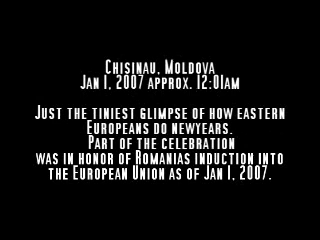 Chisinau, Moldova
Jan 1, 2007 approx. 12:01am
Just the tiniest glimpse of how eastern
Europeans do newyears.
Part of the celebration
was in honor of Romanias induction into
the European Union as of Jan 1, 2007.